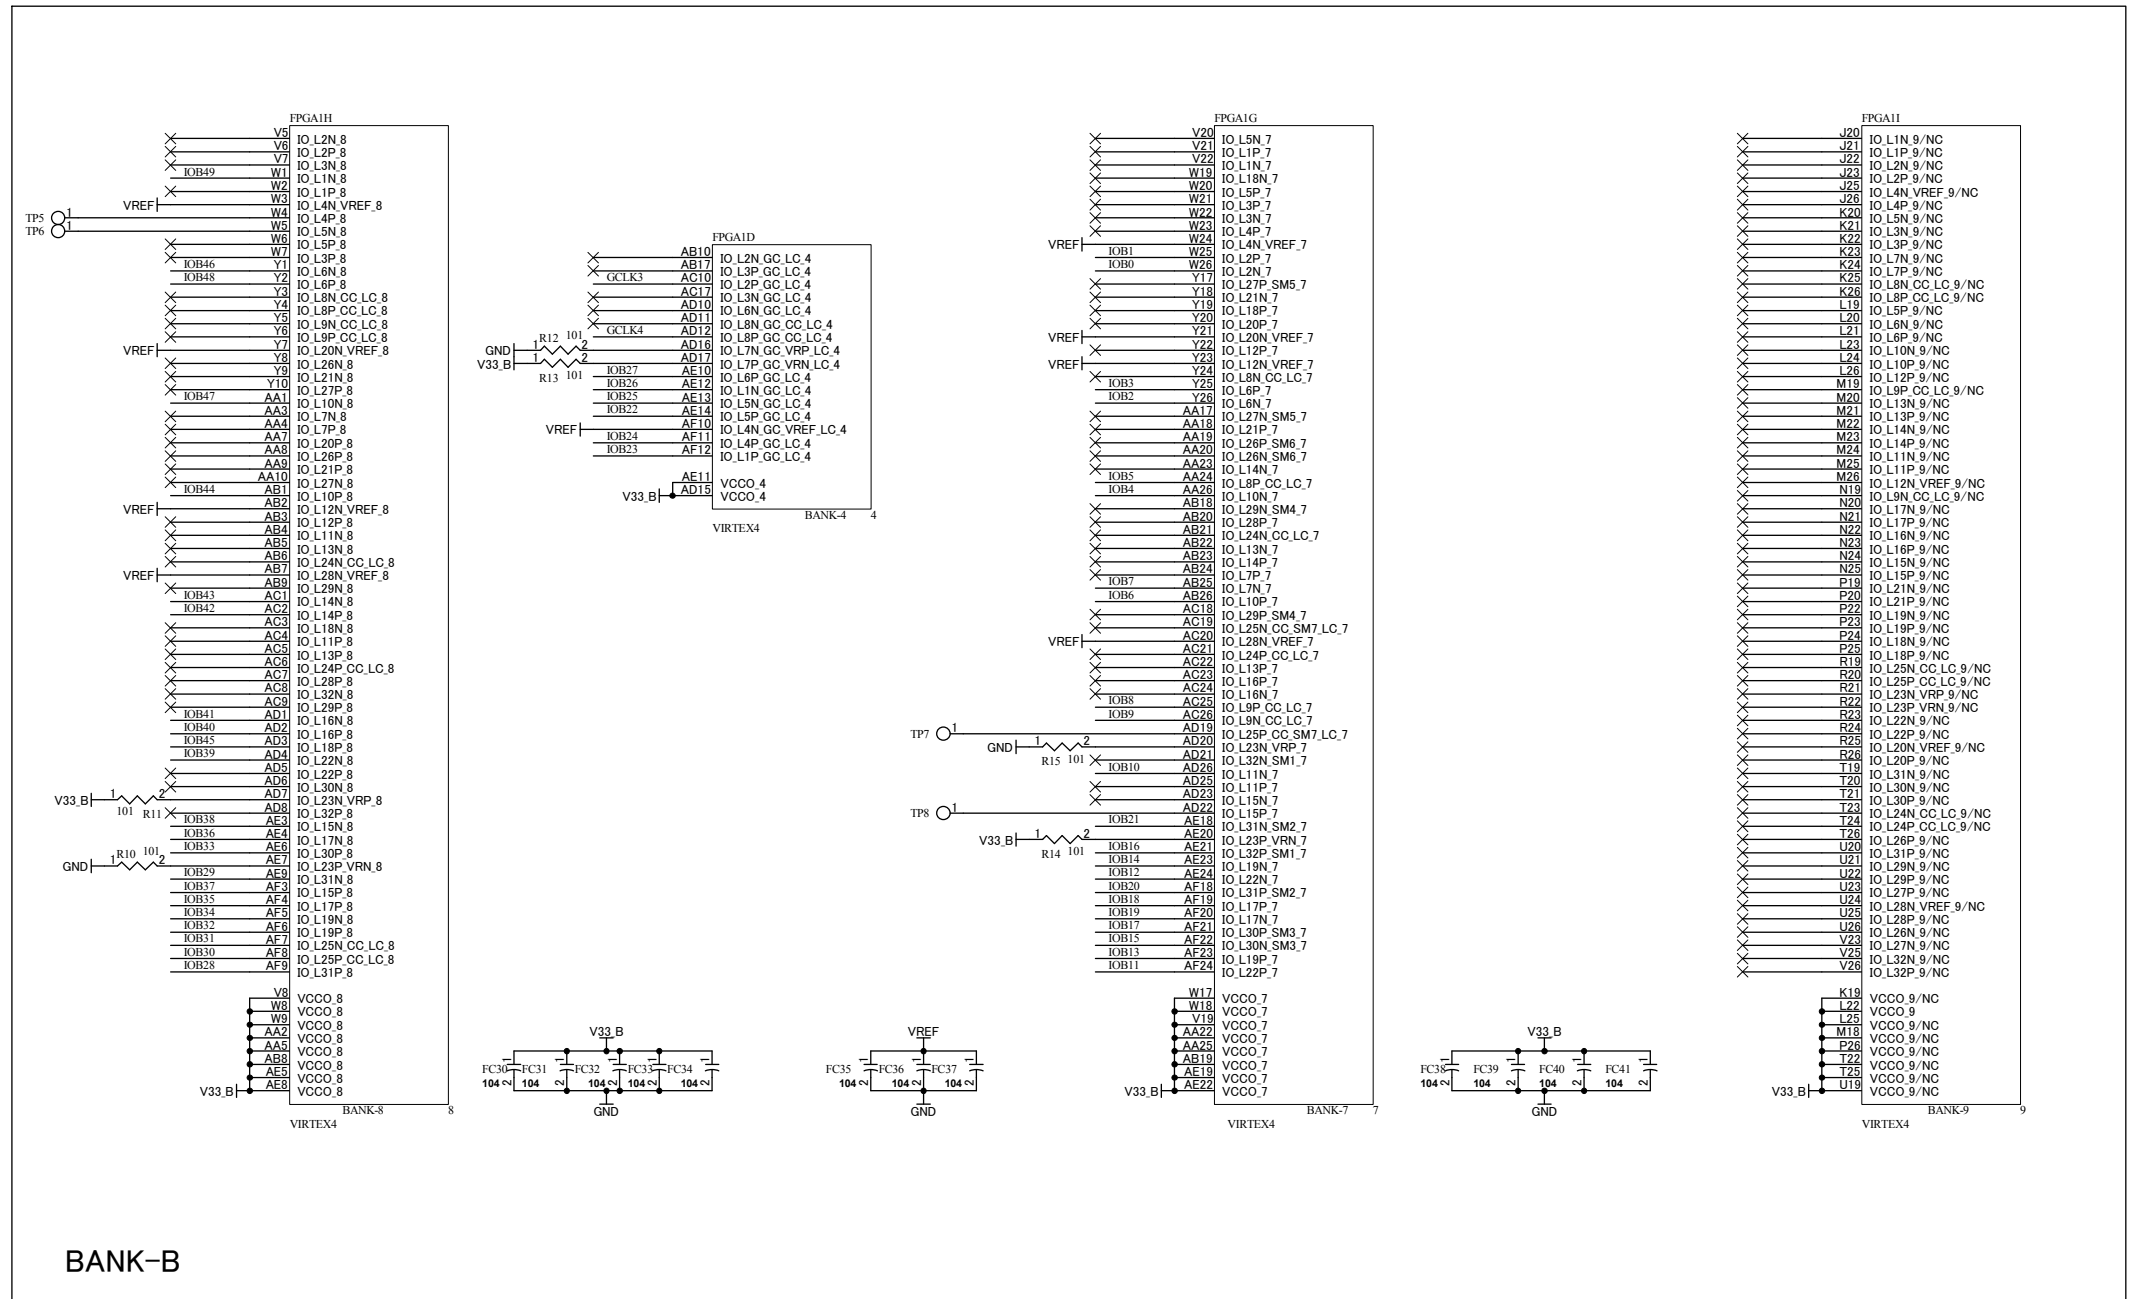 FPGA1H
V5 IO_L2N_8
V6 IO_L2P_8
V7 IO_L3N_8
IOB49 W1 IO_L1N_8
W2 IO_L1P_8
VREF W3 IO_L4N_VREF_8
TP5 1 W4 IO_L4P_8
TP6 1 W5 IO_L5N_8
W6 IO_L5P_8
W7 IO_L3P_8
IOB46 Y1 IO_L6N_8
IOB48 Y2 IO_L6P_8
Y3 IO_L8N_CC_LC_8
Y4 IO_L8P_CC_LC_8
Y5 IO_L9N_CC_LC_8
Y6 IO_L9P_CC_LC_8
VREF Y7 IO_L20N_VREF_8
Y8 IO_L26N_8
Y9 IO_L21N_8
Y10 IO_L27P_8
IOB47 AA1 IO_L10N_8
AA3 IO_L7N_8
AA4 IO_L7P_8
AA7 IO_L20P_8
AA8 IO_L26P_8
AA9 IO_L21P_8
AA10 IO_L27N_8
IOB44 AB1 IO_L10P_8
VREF AB2 IO_L12N_VREF_8
AB3 IO_L12P_8
AB4 IO_L11N_8
AB5 IO_L13N_8
AB6 IO_L24N_CC_LC_8
VREF AB7 IO_L28N_VREF_8
AB9 IO_L29N_8
IOB43 AC1 IO_L14N_8
IOB42 AC2 IO_L14P_8
AC3 IO_L18N_8
AC4 IO_L11P_8
AC5 IO_L13P_8
AC6 IO_L24P_CC_LC_8
AC7 IO_L28P_8
AC8 IO_L32N_8
AC9 IO_L29P_8
IOB41 AD1 IO_L16N_8
IOB40 AD2 IO_L16P_8
IOB45 AD3 IO_L18P_8
IOB39 AD4 IO_L22N_8
AD5 IO_L22P_8
AD6 IO_L30N_8
V33_B 1 2 AD7 IO_L23N_VRP_8
101 R11 AD8 IO_L32P_8
IOB38 AE3 IO_L15N_8
IOB36 AE4 IO_L17N_8
IOB33 AE6 IO_L30P_8
GND 1 R10 101 2 AE7 IO_L23P_VRN_8
IOB29 AE9 IO_L31N_8
IOB37 AF3 IO_L15P_8
IOB35 AF4 IO_L17P_8
IOB34 AF5 IO_L19N_8
IOB32 AF6 IO_L19P_8
IOB31 AF7 IO_L25N_CC_LC_8
IOB30 AF8 IO_L25P_CC_LC_8
IOB28 AF9 IO_L31P_8
V8 VCCO_8
W8 VCCO_8
W9 VCCO_8
AA2 VCCO_8
AA5 VCCO_8
AB8 VCCO_8
AE5 VCCO_8
V33_B AE8 VCCO_8
BANK-8 8
VIRTEX4
FPGA1D
AB10 IO_L2N_GC_LC_4
AB17 IO_L3P_GC_LC_4
GCLK3 AC10 IO_L2P_GC_LC_4
AC17 IO_L3N_GC_LC_4
AD10 IO_L6N_GC_LC_4
AD11 IO_L8N_GC_CC_LC_4
GCLK4 AD12 IO_L8P_GC_CC_LC_4
GND 1 R12 101 2 AD16 IO_L7N_GC_VRP_LC_4
V33_B 1 R13 101 2 AD17 IO_L7P_GC_VRN_LC_4
IOB27 AE10 IO_L6P_GC_LC_4
IOB26 AE12 IO_L1N_GC_LC_4
IOB25 AE13 IO_L5N_GC_LC_4
IOB22 AE14 IO_L5P_GC_LC_4
VREF AF10 IO_L4N_GC_VREF_LC_4
IOB24 AF11 IO_L4P_GC_LC_4
IOB23 AF12 IO_L1P_GC_LC_4
AE11 VCCO_4
V33_B AD15 VCCO_4
BANK-4 4
VIRTEX4
V33_B
FC30 1 FC31 1 FC32 1 FC33 1 FC34 1
104 2 104 2 104 2 104 2 104 2
GND
VREF
FC35 1 FC36 1 FC37 1
104 2 104 2 104 2
GND
FPGA1G
V20 IO_L5N_7
V21 IO_L1P_7
V22 IO_L1N_7
W19 IO_L18N_7
W20 IO_L5P_7
W21 IO_L3P_7
W22 IO_L3N_7
W23 IO_L4P_7
VREF W24 IO_L4N_VREF_7
IOB1 W25 IO_L2P_7
IOB0 W26 IO_L2N_7
Y17 IO_L27P_SM5_7
Y18 IO_L21N_7
Y19 IO_L18P_7
Y20 IO_L20P_7
VREF Y21 IO_L20N_VREF_7
Y22 IO_L12P_7
VREF Y23 IO_L12N_VREF_7
Y24 IO_L8N_CC_LC_7
IOB3 Y25 IO_L6P_7
IOB2 Y26 IO_L6N_7
AA17 IO_L27N_SM5_7
AA18 IO_L21P_7
AA19 IO_L26P_SM6_7
AA20 IO_L26N_SM6_7
AA23 IO_L14N_7
IOB5 AA24 IO_L8P_CC_LC_7
IOB4 AA26 IO_L10N_7
AB18 IO_L29N_SM4_7
AB20 IO_L28P_7
AB21 IO_L24N_CC_LC_7
AB22 IO_L13N_7
AB23 IO_L14P_7
AB24 IO_L7P_7
IOB7 AB25 IO_L7N_7
IOB6 AB26 IO_L10P_7
AC18 IO_L29P_SM4_7
AC19 IO_L25N_CC_SM7_LC_7
VREF AC20 IO_L28N_VREF_7
AC21 IO_L24P_CC_LC_7
AC22 IO_L13P_7
AC23 IO_L16P_7
AC24 IO_L16N_7
IOB8 AC25 IO_L9P_CC_LC_7
IOB9 AC26 IO_L9N_CC_LC_7
TP7 1 AD19 IO_L25P_CC_SM7_LC_7
GND 1 2 AD20 IO_L23N_VRP_7
R15 101 AD21 IO_L32N_SM1_7
IOB10 AD26 IO_L11N_7
AD25 IO_L11P_7
AD23 IO_L15N_7
TP8 1 AD22 IO_L15P_7
IOB21 AE18 IO_L31N_SM2_7
V33_B 1 2 AE20 IO_L23P_VRN_7
R14 101 IOB16 AE21 IO_L32P_SM1_7
IOB14 AE23 IO_L19N_7
IOB12 AE24 IO_L22N_7
IOB20 AF18 IO_L31P_SM2_7
IOB18 AF19 IO_L17P_7
IOB19 AF20 IO_L17N_7
IOB17 AF21 IO_L30P_SM3_7
IOB15 AF22 IO_L30N_SM3_7
IOB13 AF23 IO_L19P_7
IOB11 AF24 IO_L22P_7
W17 VCCO_7
W18 VCCO_7
V19 VCCO_7
AA22 VCCO_7
AA25 VCCO_7
AB19 VCCO_7
AE19 VCCO_7
V33_B AE22 VCCO_7
BANK-7 7
VIRTEX4
V33_B
FC38 1 FC39 1 FC40 1 FC41 1
104 2 104 2 104 2 104 2
GND
FPGA1I
J20 IO_L1N_9/NC
J21 IO_L1P_9/NC
J22 IO_L2N_9/NC
J23 IO_L2P_9/NC
J25 IO_L4N_VREF_9/NC
J26 IO_L4P_9/NC
K20 IO_L5N_9/NC
K21 IO_L3N_9/NC
K22 IO_L3P_9/NC
K23 IO_L7N_9/NC
K24 IO_L7P_9/NC
K25 IO_L8N_CC_LC_9/NC
K26 IO_L8P_CC_LC_9/NC
L19 IO_L5P_9/NC
L20 IO_L6N_9/NC
L21 IO_L6P_9/NC
L23 IO_L10N_9/NC
L24 IO_L10P_9/NC
L26 IO_L12P_9/NC
M19 IO_L9P_CC_LC_9/NC
M20 IO_L13N_9/NC
M21 IO_L13P_9/NC
M22 IO_L14N_9/NC
M23 IO_L14P_9/NC
M24 IO_L11N_9/NC
M25 IO_L11P_9/NC
M26 IO_L12N_VREF_9/NC
N19 IO_L9N_CC_LC_9/NC
N20 IO_L17N_9/NC
N21 IO_L17P_9/NC
N22 IO_L16N_9/NC
N23 IO_L16P_9/NC
N24 IO_L15N_9/NC
N25 IO_L15P_9/NC
P19 IO_L21N_9/NC
P20 IO_L21P_9/NC
P22 IO_L19N_9/NC
P23 IO_L19P_9/NC
P24 IO_L18N_9/NC
P25 IO_L18P_9/NC
R19 IO_L25N_CC_LC_9/NC
R20 IO_L25P_CC_LC_9/NC
R21 IO_L23N_VRP_9/NC
R22 IO_L23P_VRN_9/NC
R23 IO_L22N_9/NC
R24 IO_L22P_9/NC
R25 IO_L20N_VREF_9/NC
R26 IO_L20P_9/NC
T19 IO_L31N_9/NC
T20 IO_L30N_9/NC
T21 IO_L30P_9/NC
T23 IO_L24N_CC_LC_9/NC
T24 IO_L24P_CC_LC_9/NC
T26 IO_L26P_9/NC
U20 IO_L31P_9/NC
U21 IO_L29N_9/NC
U22 IO_L29P_9/NC
U23 IO_L27P_9/NC
U24 IO_L28N_VREF_9/NC
U25 IO_L28P_9/NC
U26 IO_L26N_9/NC
V23 IO_L27N_9/NC
V25 IO_L32N_9/NC
V26 IO_L32P_9/NC
K19 VCCO_9/NC
L22 VCCO_9
L25 VCCO_9/NC
M18 VCCO_9/NC
P26 VCCO_9/NC
T22 VCCO_9/NC
T25 VCCO_9/NC
V33_B U19 VCCO_9/NC
BANK-9 9
VIRTEX4
BANK-B